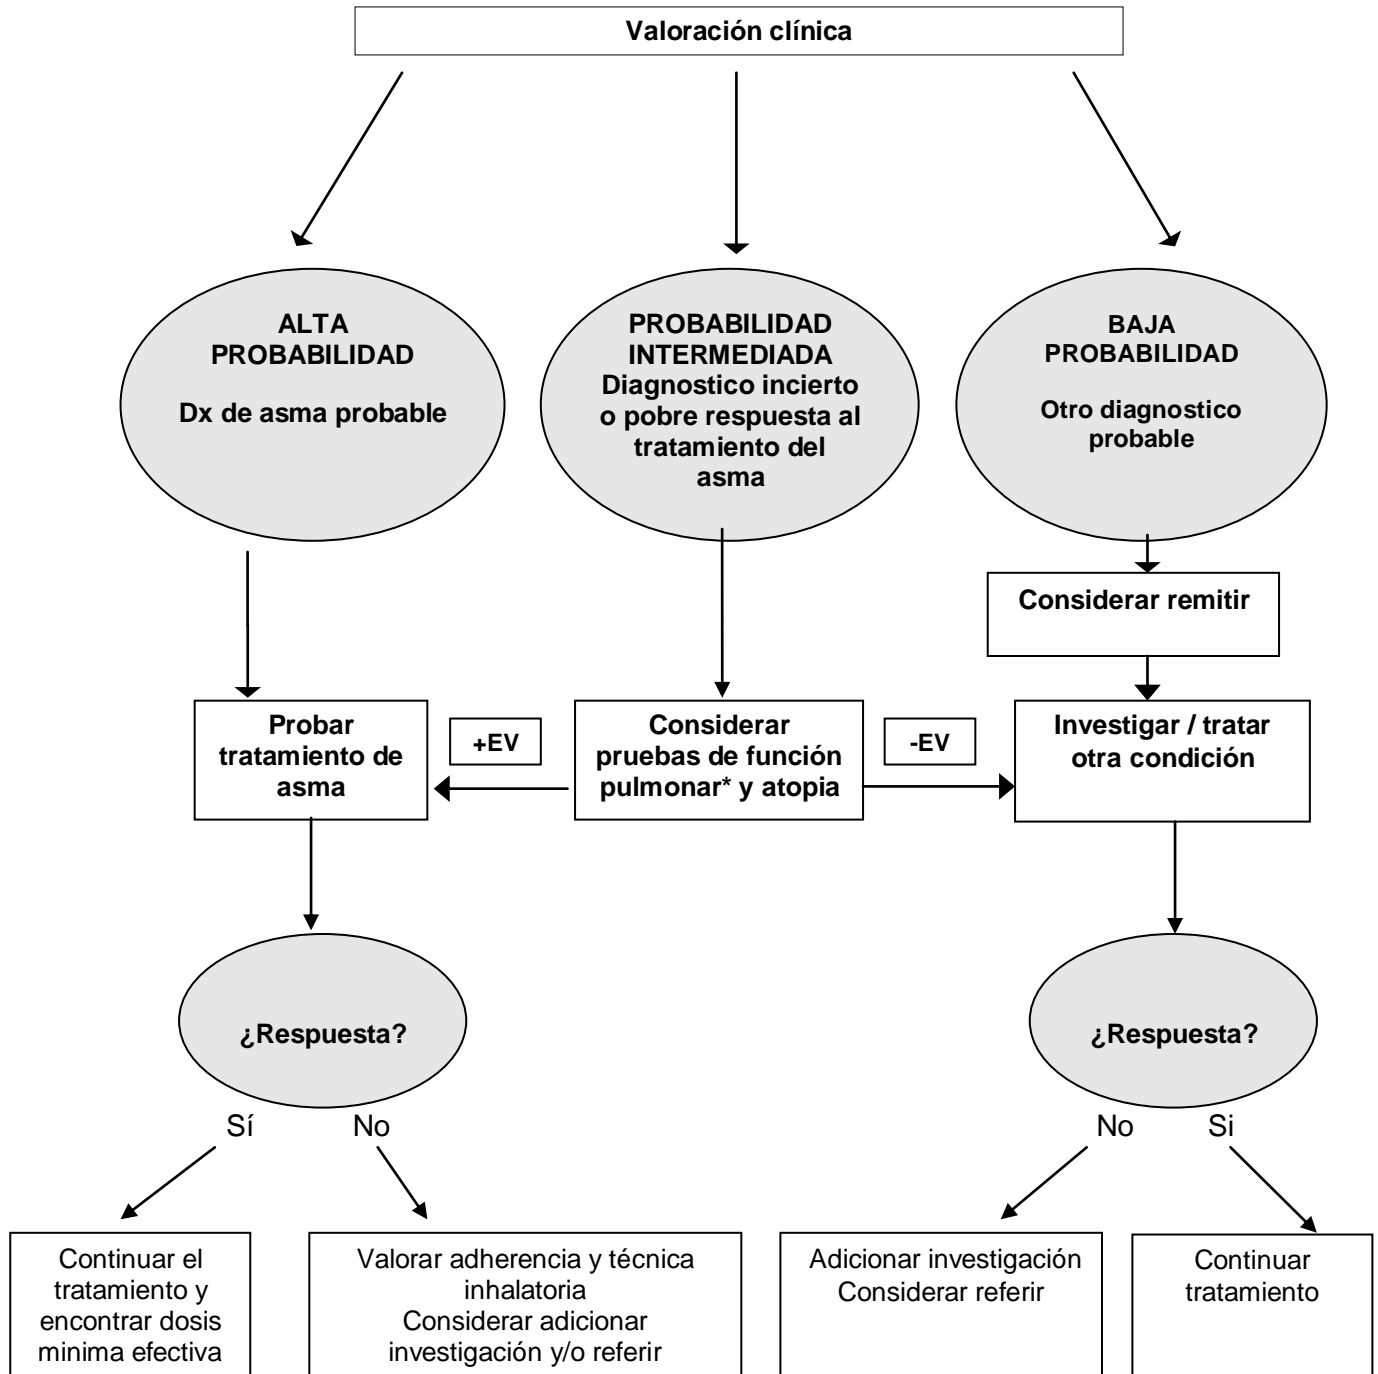 Valoración clínica
ALTA
PROBABILIDAD
Dx de asma probable
PROBABILIDAD
INTERMEDIADA
Diagnostico incierto
o pobre respuesta al
tratamiento del
asma
BAJA
PROBABILIDAD
Otro diagnostico
probable
Considerar remitir
Probar
tratamiento de
asma
+EV
Considerar
pruebas de función
pulmonar* y atopia
-EV
Investigar / tratar
otra condición
¿Respuesta?
¿Respuesta?
Sí
No
No
Si
Continuar el
tratamiento y
encontrar dosis
minima efectiva
Valorar adherencia y técnica
inhalatoria
Considerar adicionar
investigación y/o referir
Adicionar investigación
Considerar referir
Continuar
tratamiento